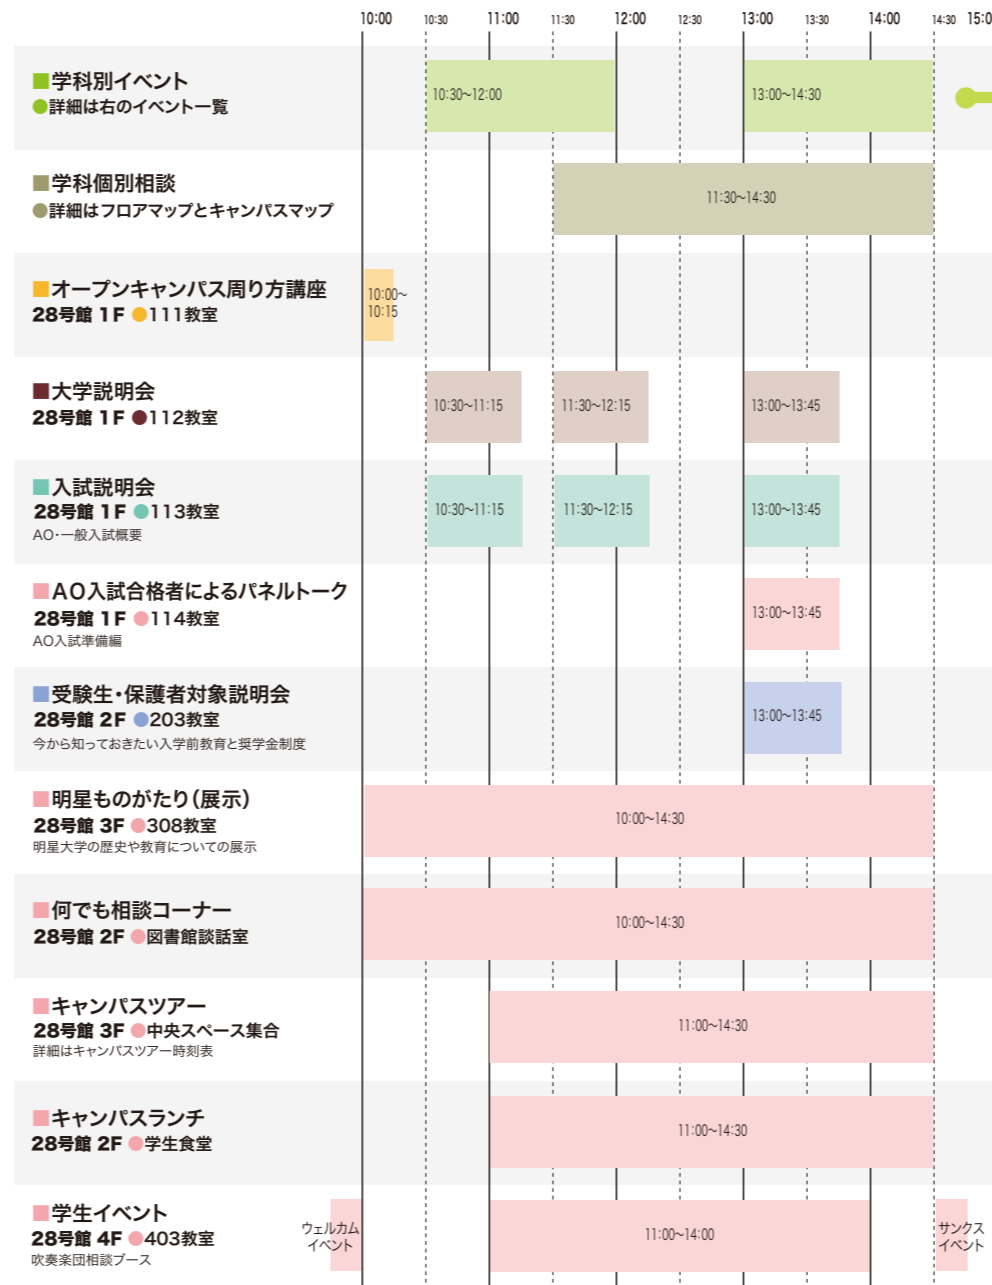 10:00 10:30 11:00 11:30 12:00 12:30 13:00 13:30 14:00 14:30 15:0
■学科別イベント
●詳細は右のイベント一覧
10:30~12:00
13:00~14:30
■学科個別相談
●詳細はフロアマップとキャンパスマップ
11:30~14:30
■オープンキャンパス周り方講座
28号館 1F ●111教室
10:00~
10:15
■大学説明会
28号館 1F ●112教室
10:30~11:15
11:30~12:15
13:00~13:45
■入試説明会
28号館 1F ●113教室
AO・一般入試概要
10:30~11:15
11:30~12:15
13:00~13:45
■AO入試合格者によるパネルトーク
28号館 1F ●114教室
AO入試準備編
13:00~13:45
■受験生・保護者対象説明会
28号館 2F ●203教室
今から知っておきたい入学前教育と奨学金制度
13:00~13:45
■明星ものがたり(展示)
28号館 3F ●308教室
明星大学の歴史や教育についての展示
10:00~14:30
■何でも相談コーナー
28号館 2F ●図書館談話室
10:00~14:30
■キャンパスツアー
28号館 3F ●中央スペース集合
詳細はキャンパスツアー時刻表
11:00~14:30
■キャンパスランチ
28号館 2F ●学生食堂
11:00~14:30
■学生イベント
28号館 4F ●403教室
吹奏楽団相談ブース
ウェルカム
イベント
11:00~14:00
サンクス
イベント